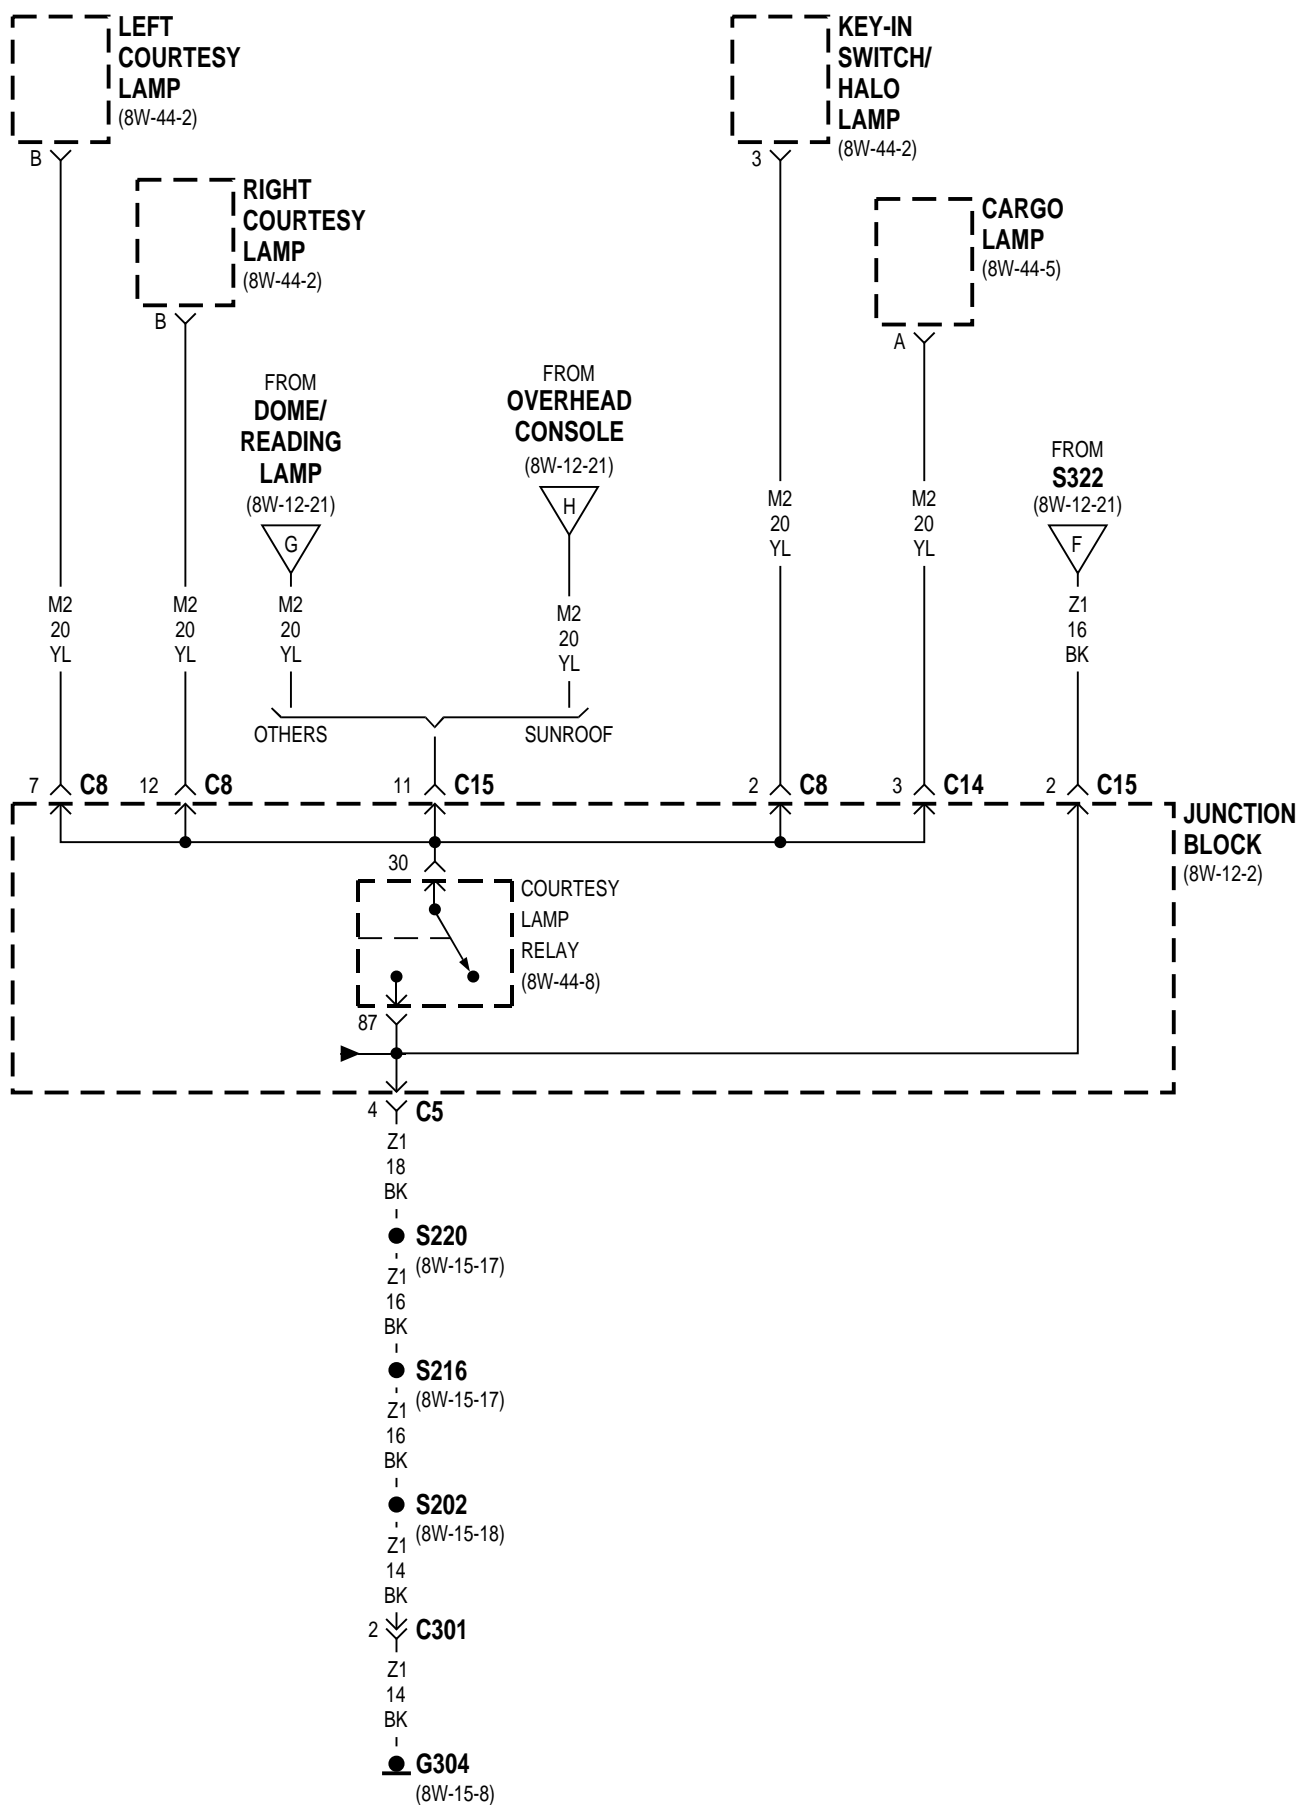 LEFT
COURTESY
LAMP
(8W-44-2)
B
RIGHT
COURTESY
LAMP
(8W-44-2)
B
KEY-IN
SWITCH/
HALO
LAMP
(8W-44-2)
3
CARGO
LAMP
(8W-44-5)
A
FROM
DOME/
READING
LAMP
(8W-12-21)
G
FROM
OVERHEAD
CONSOLE
(8W-12-21)
H
FROM
S322
(8W-12-21)
F
M2
20
YL
M2
20
YL
M2
20
YL
M2
20
YL
M2
20
YL
M2
20
YL
Z1
16
BK
OTHERS
SUNROOF
7 C8
12 C8
11 C15
2 C8
3 C14
2 C15
JUNCTION
BLOCK
(8W-12-2)
30
COURTESY
LAMP
RELAY
(8W-44-8)
87
4 C5
Z1
18
BK
S220
(8W-15-17)
Z1
16
BK
S216
(8W-15-17)
Z1
16
BK
S202
(8W-15-18)
Z1
14
BK
2 C301
Z1
14
BK
G304
(8W-15-8)